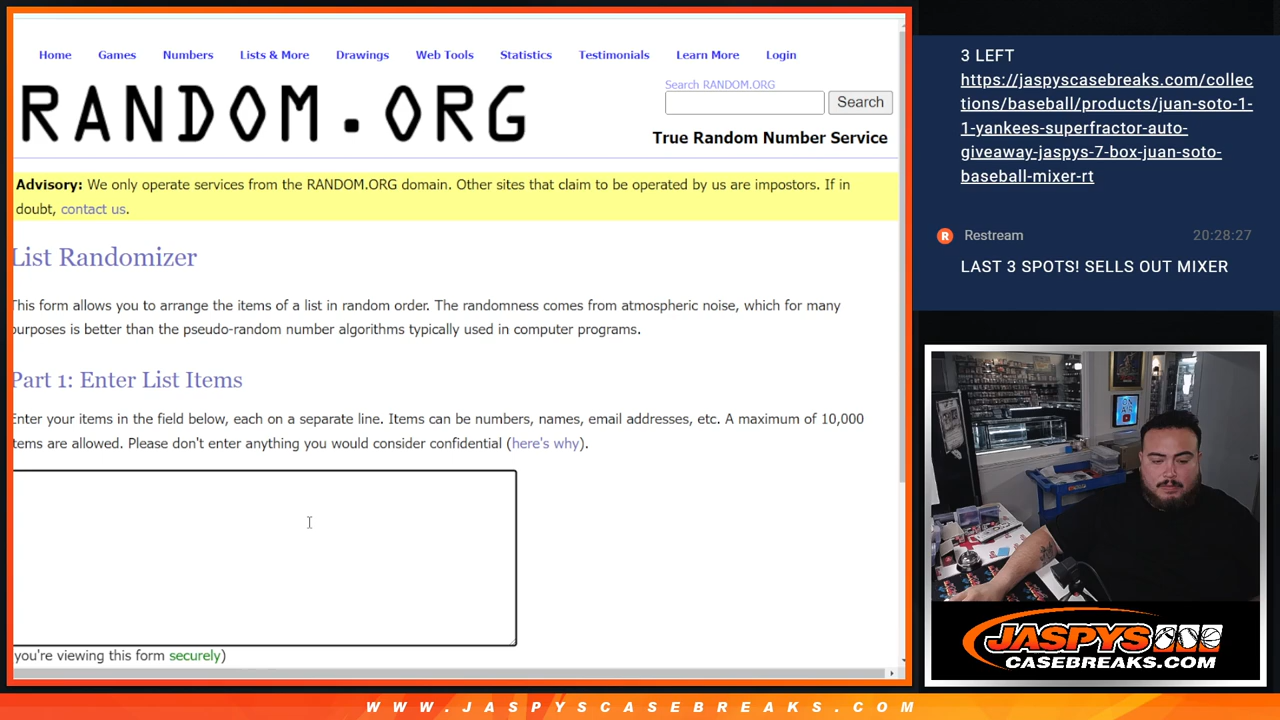 Home Games Numbers Lists & More Drawings Web Tools Statistics Testimonials Learn More Login
RANDOM.ORG
Search RANDOM.ORG
Search
True Random Number Service
Advisory: We only operate services from the RANDOM.ORG domain. Other sites that claim to be operated by us are impostors. If in
doubt, contact us.
List Randomizer
This form allows you to arrange the items of a list in random order. The randomness comes from atmospheric noise, which for many
purposes is better than the pseudo-random number algorithms typically used in computer programs.
Part 1: Enter List Items
Enter your items in the field below, each on a separate line. Items can be numbers, names, email addresses, etc. A maximum of 10,000
items are allowed. Please don't enter anything you would consider confidential (here's why).
you're viewing this form securely)
3 LEFT
https://jaspyscasebreaks.com/collec
tions/baseball/products/juan-soto-1-
1-yankees-superfractor-auto-
giveaway-jaspys-7-box-juan-soto-
baseball-mixer-rt
R Restream 20:28:27
LAST 3 SPOTS! SELLS OUT MIXER
ON
AIR
JASPYS
CASEBREAKS.COM
WWW.JASPYSCASEBREAKS.COM